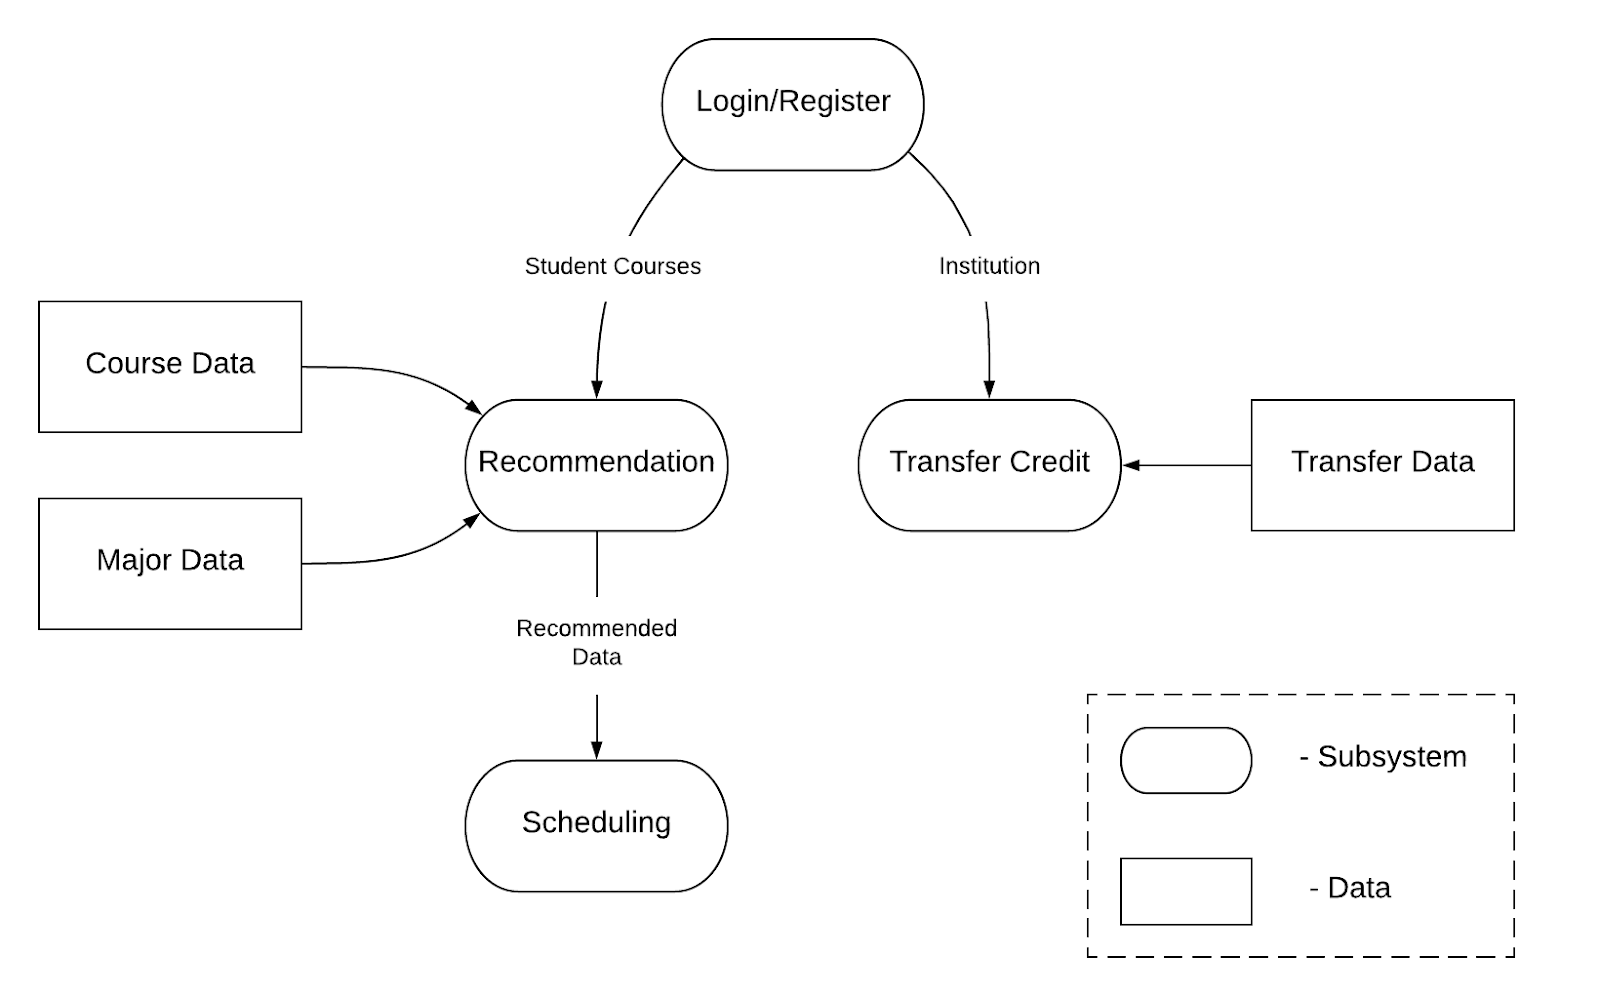 Login/Register
Student Courses
Institution
Course Data
Recommendation
Transfer Credit
Transfer Data
Major Data
Recommended
Data
Scheduling
- Subsystem
- Data